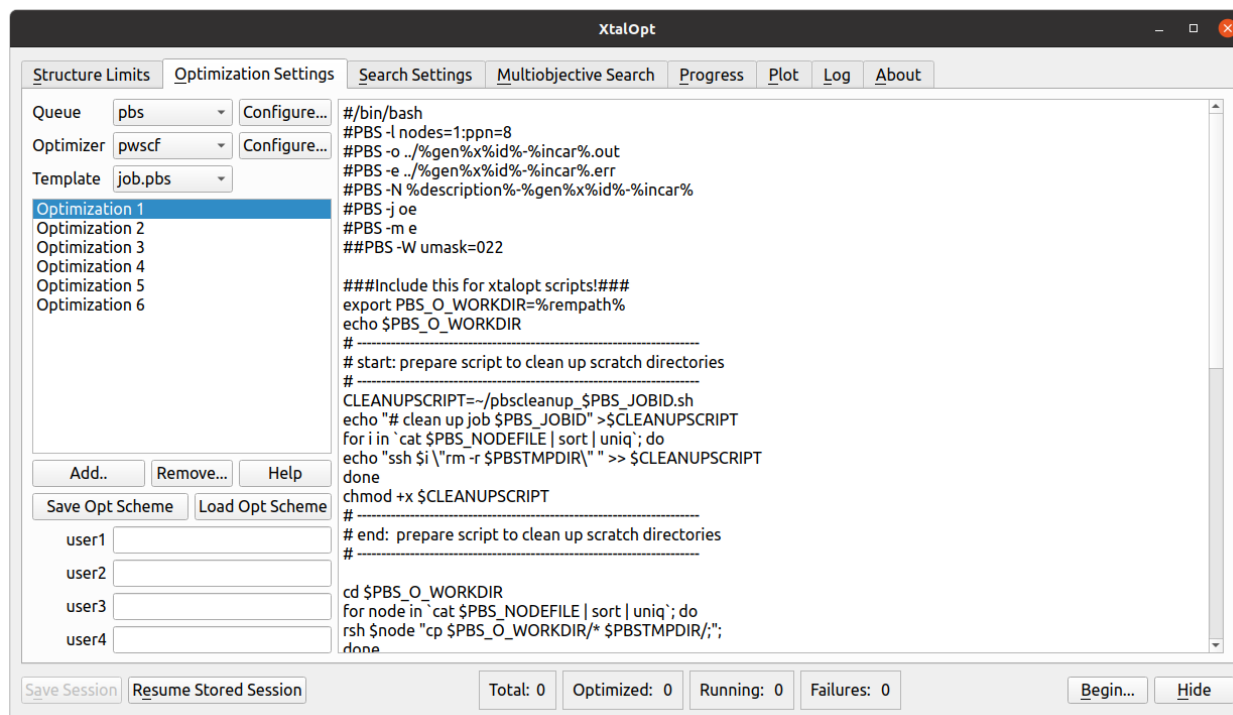 XtalOpt
Structure Limits Optimization Settings Search Settings Multiobjective Search Progress Plot Log About
Queue pbs Configure...
Optimizer pwscf Configure...
Template job.pbs
Optimization 1
Optimization 2
Optimization 3
Optimization 4
Optimization 5
Optimization 6
Add.. Remove... Help
Save Opt Scheme Load Opt Scheme
user1
user2
user3
user4
#/bin/bash
#PBS -l nodes=1:ppn=8
#PBS -o ../%gen%x%id%-%incar%.out
#PBS -e ../%gen%x%id%-%incar%.err
#PBS -N %description%-%gen%x%id%-%incar%
#PBS -j oe
#PBS -m e
##PBS -W umask=022
###Include this for xtalopt scripts!###
export PBS_O_WORKDIR=%rempath%
echo $PBS_O_WORKDIR
# -----------------------------------------------------------------------
# start: prepare script to clean up scratch directories
# -----------------------------------------------------------------------
CLEANUPSCRIPT=~/pbscleanup_$PBS_JOBID.sh
echo "# clean up job $PBS_JOBID" >$CLEANUPSCRIPT
for i in `cat $PBS_NODEFILE | sort | uniq`; do
echo "ssh $i \"rm -r $PBSTMPDIR\" " >> $CLEANUPSCRIPT
done
chmod +x $CLEANUPSCRIPT
# -----------------------------------------------------------------------
# end:  prepare script to clean up scratch directories
# -----------------------------------------------------------------------
cd $PBS_O_WORKDIR
for node in `cat $PBS_NODEFILE | sort | uniq`; do
rsh $node "cp $PBS_O_WORKDIR/* $PBSTMPDIR/;";
done
Save Session Resume Stored Session Total: 0 Optimized: 0 Running: 0 Failures: 0 Begin... Hide